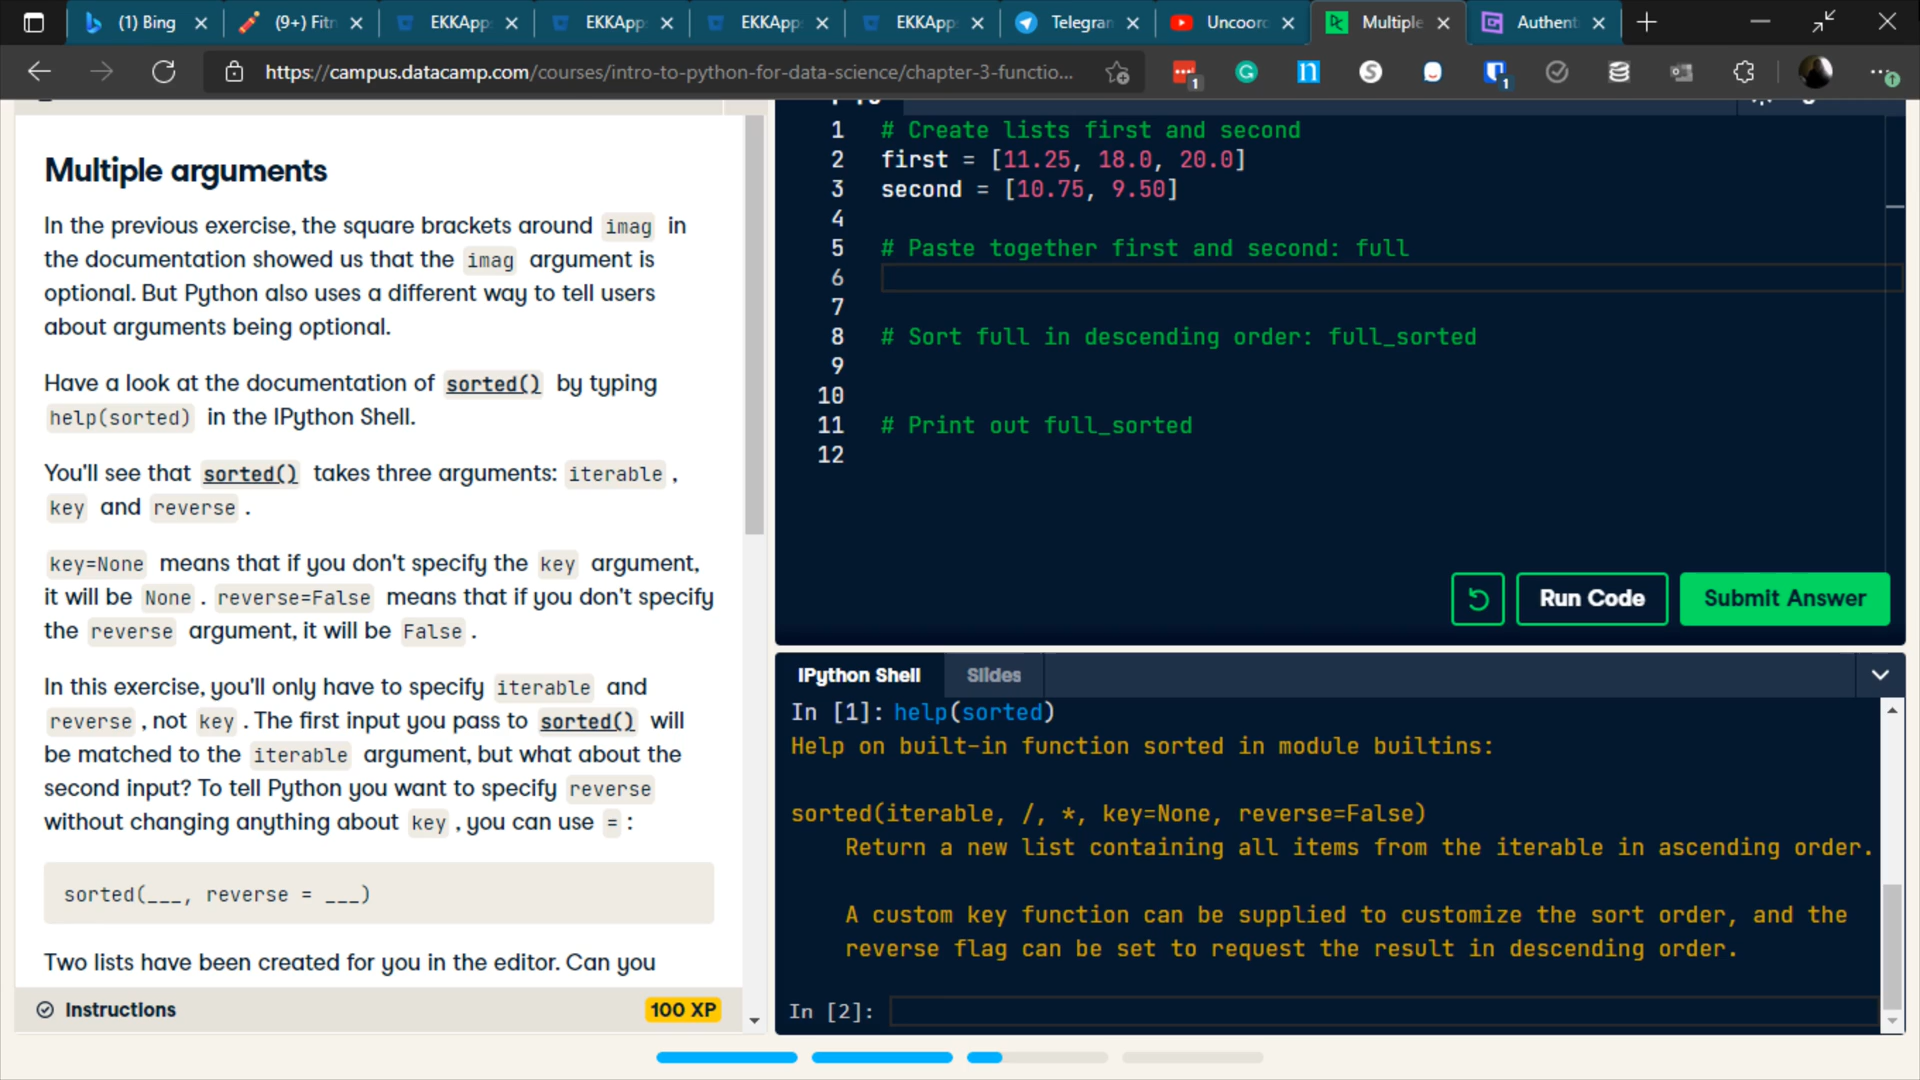 (1) Bing
(9+) Fitn
EKKApp
EKKApp
EKKApp
EKKApp
Telegram
Uncoord
Multiple
Authent
https://campus.datacamp.com/courses/intro-to-python-for-data-science/chapter-3-functio...
Multiple arguments
In the previous exercise, the square brackets around imag in
the documentation showed us that the imag argument is
optional. But Python also uses a different way to tell users
about arguments being optional.
Have a look at the documentation of sorted() by typing
help(sorted) in the IPython Shell.
You'll see that sorted() takes three arguments: iterable ,
key and reverse .
key=None means that if you don't specify the key argument,
it will be None . reverse=False means that if you don't specify
the reverse argument, it will be False .
In this exercise, you'll only have to specify iterable and
reverse , not key . The first input you pass to sorted() will
be matched to the iterable argument, but what about the
second input? To tell Python you want to specify reverse
without changing anything about key , you can use = :
sorted(___, reverse = ___)
Two lists have been created for you in the editor. Can you
Instructions
100 XP
1 # Create lists first and second
2 first = [11.25, 18.0, 20.0]
3 second = [10.75, 9.50]
4
5 # Paste together first and second: full
6
7
8 # Sort full in descending order: full_sorted
9
10
11 # Print out full_sorted
12
Run Code
Submit Answer
IPython Shell
Slides
In [1]: help(sorted)
Help on built-in function sorted in module builtins:
sorted(iterable, /, *, key=None, reverse=False)
Return a new list containing all items from the iterable in ascending order.
A custom key function can be supplied to customize the sort order, and the
reverse flag can be set to request the result in descending order.
In [2]: